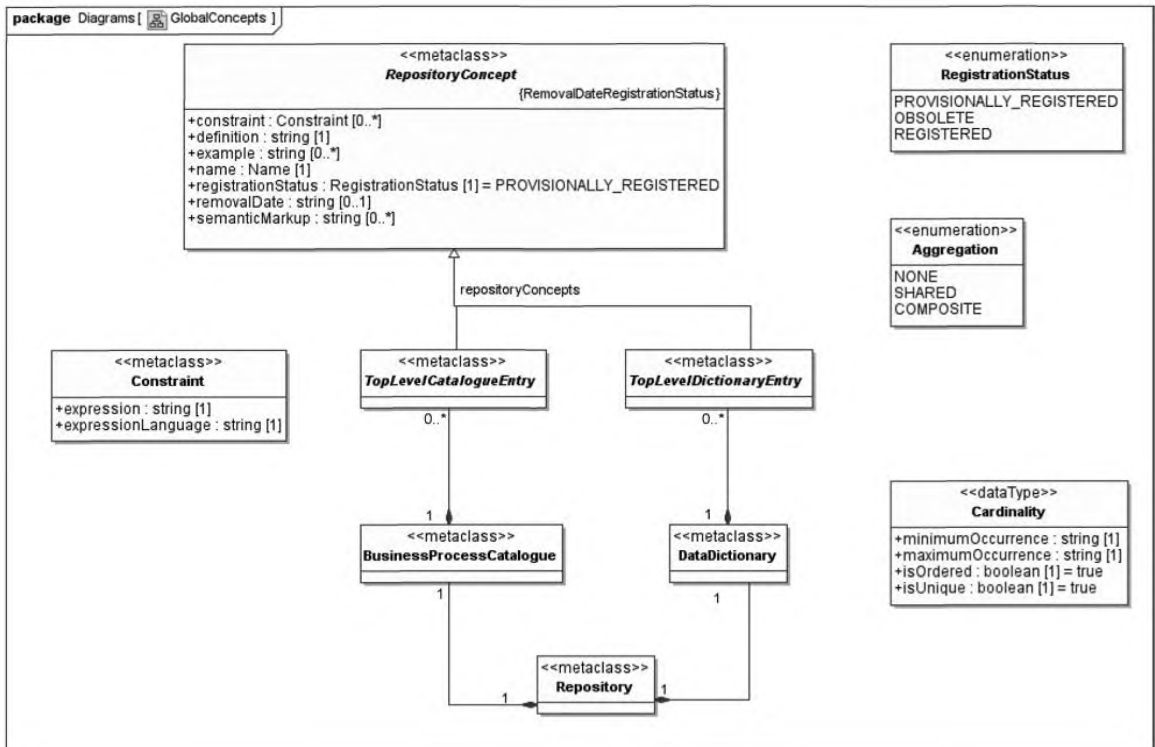 package Diagrams [ GlobalConcepts ]
<<metaclass>>
RepositoryConcept
{RemovalDateRegistrationStatus}
+constraint : Constraint [0..*]
+definition : string [1]
+example : string [0..*]
+name : Name [1]
+registrationStatus : RegistrationStatus [1] = PROVISIONALLY_REGISTERED
+removalDate : string [0..1]
+semanticMarkup : string [0..*]
<<enumeration>>
RegistrationStatus
PROVISIONALLY_REGISTERED
OBSOLETE
REGISTERED
<<enumeration>>
Aggregation
NONE
SHARED
COMPOSITE
repositoryConcepts
<<metaclass>>
Constraint
+expression : string [1]
+expressionLanguage : string [1]
<<metaclass>>
TopLevelCatalogueEntry
0..*
<<metaclass>>
TopLevelDictionaryEntry
0..*
1
<<metaclass>>
BusinessProcessCatalogue
1
1
<<metaclass>>
DataDictionary
1
<<dataType>>
Cardinality
+minimumOccurrence : string [1]
+maximumOccurrence : string [1]
+isOrdered : boolean [1] = true
+isUnique : boolean [1] = true
<<metaclass>>
Repository
1
1